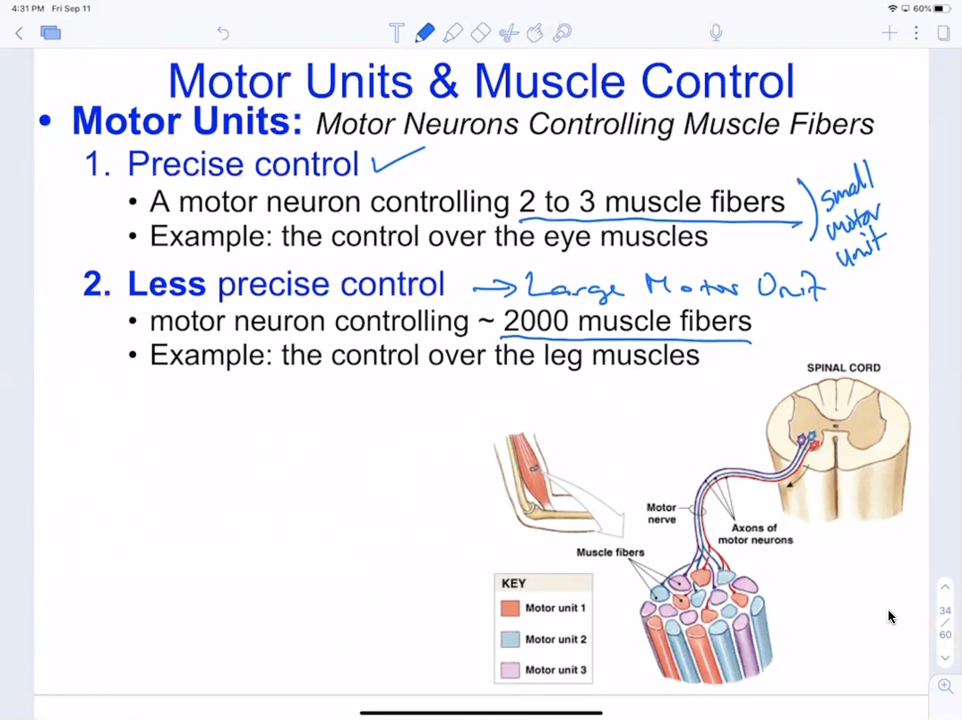 4:31 PM Fri Sep 11
60%
T
Motor Units & Muscle Control
• Motor Units: Motor Neurons Controlling Muscle Fibers
1. Precise control
• A motor neuron controlling 2 to 3 muscle fibers
• Example: the control over the eye muscles
small
motor
unit
2. Less precise control → Large Motor Unit
• motor neuron controlling ~ 2000 muscle fibers
• Example: the control over the leg muscles
SPINAL CORD
Motor
nerve
Axons of
motor neurons
Muscle fibers
KEY
Motor unit 1
Motor unit 2
Motor unit 3
34
/
60